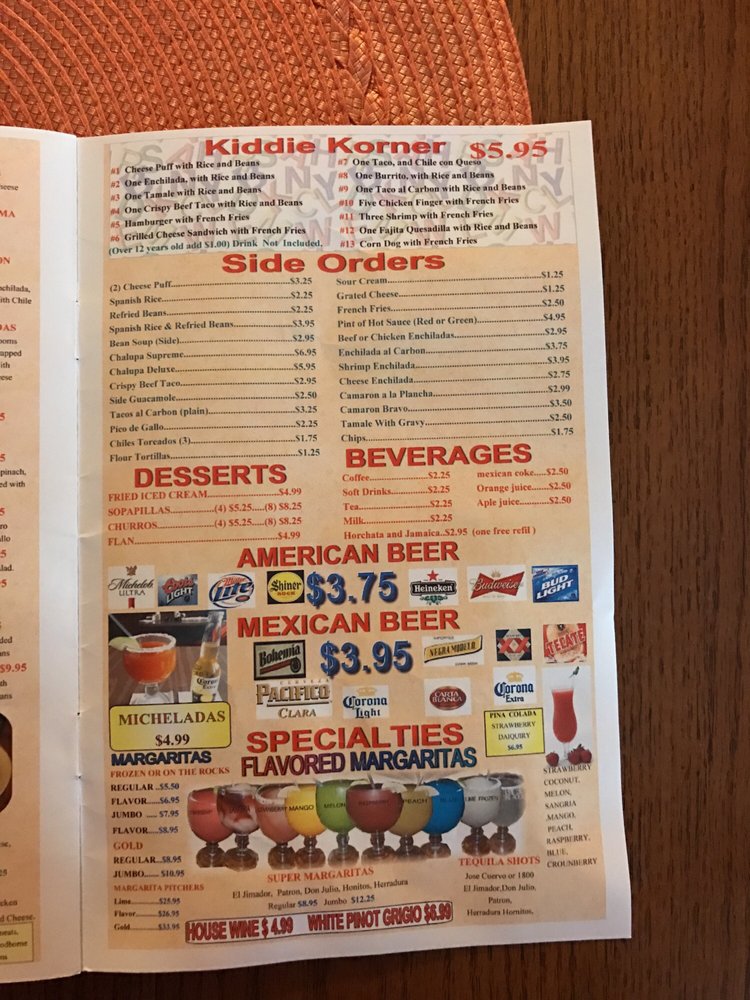 Kiddie Korner $5.95
#1 Cheese Puff with Rice and Beans
#2 One Enchilada, with Rice and Beans
#3 One Tamale with Rice and Beans
#4 One Crispy Beef Taco with Rice and Beans
#5 Hamburger with French Fries
#6 Grilled Cheese Sandwich with French Fries
(Over 12 years old add $1.00) Drink Not Included.
#7 One Taco, and Chile con Queso
#8 One Burrito, with Rice and Beans
#9 One Taco al Carbon with Rice and Beans
#10 Five Chicken Finger with French Fries
#11 Three Shrimp with French Fries
#12 One Fajita Quesadilla with Rice and Beans
#13 Corn Dog with French Fries
Side Orders
(2) Cheese Puff...$3.25
Spanish Rice...$2.25
Refried Beans...$2.25
Spanish Rice & Refried Beans...$3.95
Bean Soup (Side)...$2.95
Chalupa Supreme...$6.95
Chalupa Deluxe...$5.95
Crispy Beef Taco...$2.95
Side Guacamole...$2.50
Tacos al Carbon (plain)...$3.25
Pico de Gallo...$2.25
Chiles Toreados (3)...$1.75
Flour Tortillas...$1.25
Sour Cream...$1.25
Grated Cheese...$1.25
French Fries...$2.50
Pint of Hot Sauce (Red or Green)...$4.95
Beef or Chicken Enchiladas...$2.95
Enchilada al Carbon...$3.75
Shrimp Enchilada...$3.95
Cheese Enchilada...$2.75
Camaron a la Plancha...$2.99
Camaron Bravo...$3.50
Tamale With Gravy...$2.50
Chips...$1.75
DESSERTS
FRIED ICED CREAM...$4.99
SOPAPILLAS...(4) $5.25.....(8) $8.25
CHURROS...(4) $5.25.....(8) $8.25
FLAN...$4.99
BEVERAGES
Coffee...$2.25
Soft Drinks...$2.25
Tea...$2.25
Milk...$2.25
mexican coke.....$2.50
Orange juice.......$2.50
Aple juice.........$2.50
Horchata and Jamaica..$2.95 (one free refil )
AMERICAN BEER
Michelob ULTRA
Coors LIGHT
Miller Lite
Shiner BOCK
$3.75
Heineken
Budweiser
BUD LIGHT
MEXICAN BEER
Bohemia
$3.95
NEGRA MODELO
XX
TECATE
CERVEZA PACIFICO CLARA
Corona Light
CARTA BLANCA
Corona Extra
MICHELADAS
$4.99
PINA COLADA
STRAWBERRY
DAIQUIRY
$6.95
SPECIALTIES
FLAVORED MARGARITAS
MARGARITAS
FROZEN OR ON THE ROCKS
REGULAR ..$5.50
FLAVOR.....$6.95
JUMBO ...... $7.95
FLAVOR.....$8.95
GOLD
REGULAR..$8.95
JUMBO...... $10.95
MARGARITA PITCHERS
Lime...$25.95
Flavor...$26.95
Gold...$33.95
MANGO
MELON
RASPBERRY
PEACH
STRAWBERRY
COCONUT,
MELON,
SANGRIA
MANGO,
PEACH,
RASPBERRY,
BLUE,
CROUNBERRY
SUPER MARGARITAS
El Jimador, Patron, Don Julio, Honitos, Herradura
Regular $8.95 Jumbo $12.25
TEQUILA SHOTS
Jose Cuervo or 1800
El Jimador,Don Julio,
Patron,
Herradura Hornitos,
HOUSE WINE $ 4.99 WHITE PINOT GRIGIO $6.99